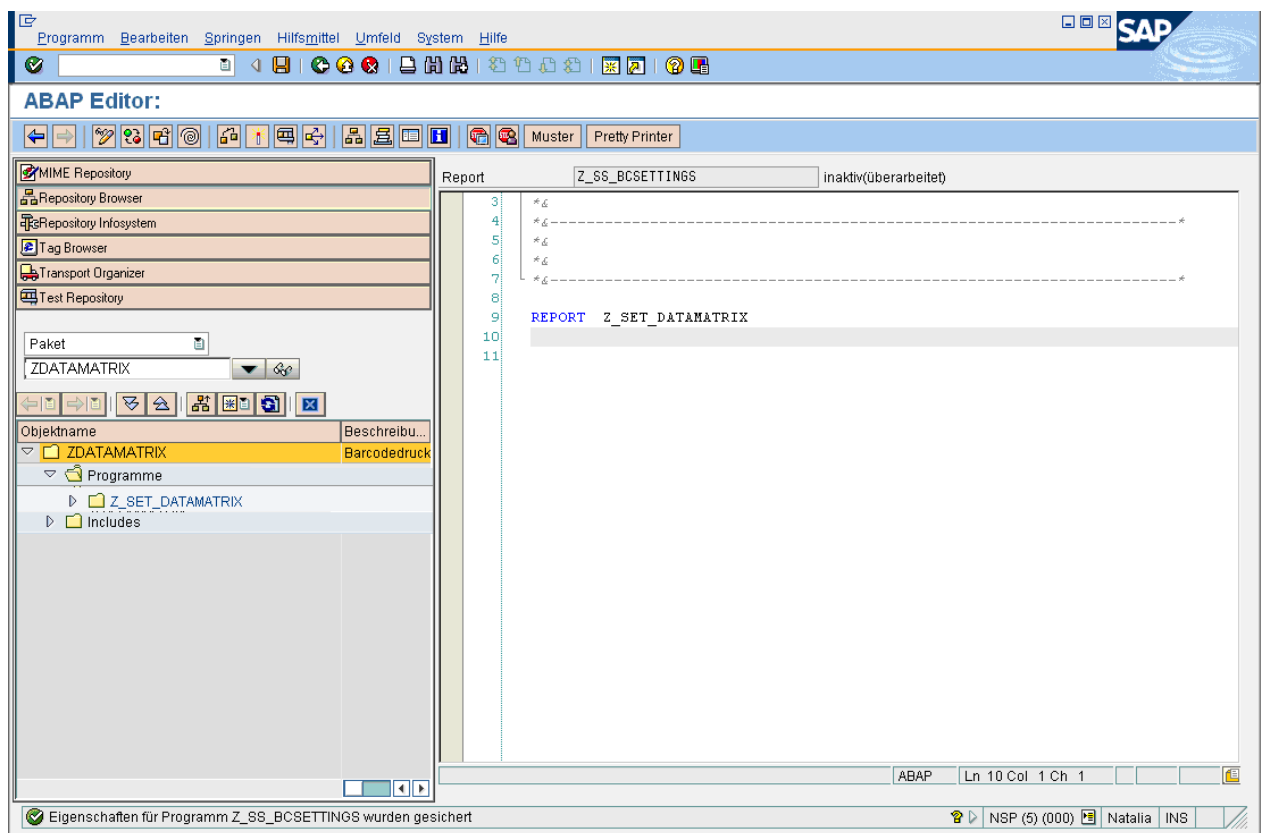 Programm Bearbeiten Springen Hilfsmittel Umfeld System Hilfe
SAP
ABAP Editor:
Muster Pretty Printer
MIME Repository
Repository Browser
Repository Infosystem
Tag Browser
Transport Organizer
Test Repository
Paket
ZDATAMATRIX
Objektname Beschreibu...
ZDATAMATRIX Barcodedruck
Programme
Z_SET_DATAMATRIX
Includes
Report Z_SS_BCSETTINGS inaktiv(überarbeitet)
3 *&
4 *&---------------------------------------------------------------------*
5 *&
6 *&
7 *&---------------------------------------------------------------------*
8
9 REPORT Z_SET_DATAMATRIX
10
11
ABAP Ln 10 Col 1 Ch 1
Eigenschaften für Programm Z_SS_BCSETTINGS wurden gesichert
NSP (5) (000) Natalia INS